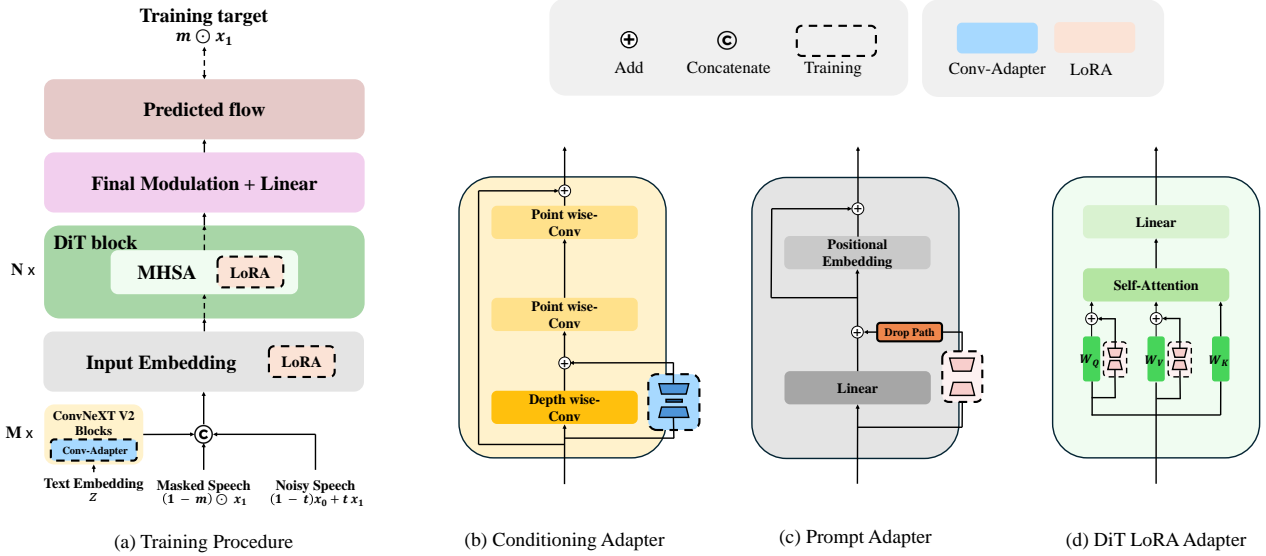 Training target
m ⊙ x₁
Predicted flow
Final Modulation + Linear
DiT block
N x
MHSA
LoRA
Input Embedding
LoRA
M x
ConvNeXT V2
Blocks
Conv-Adapter
C
Text Embedding
Z
Masked Speech
(1 − m) ⊙ x₁
Noisy Speech
(1 − t)x₀ + t x₁
(a) Training Procedure
Add
C
Concatenate
Training
Conv-Adapter
LoRA
Point wise-
Conv
Point wise-
Conv
Depth wise-
Conv
(b) Conditioning Adapter
Positional
Embedding
Drop Path
Linear
(c) Prompt Adapter
Linear
Self-Attention
W_Q
W_V
W_K
(d) DiT LoRA Adapter